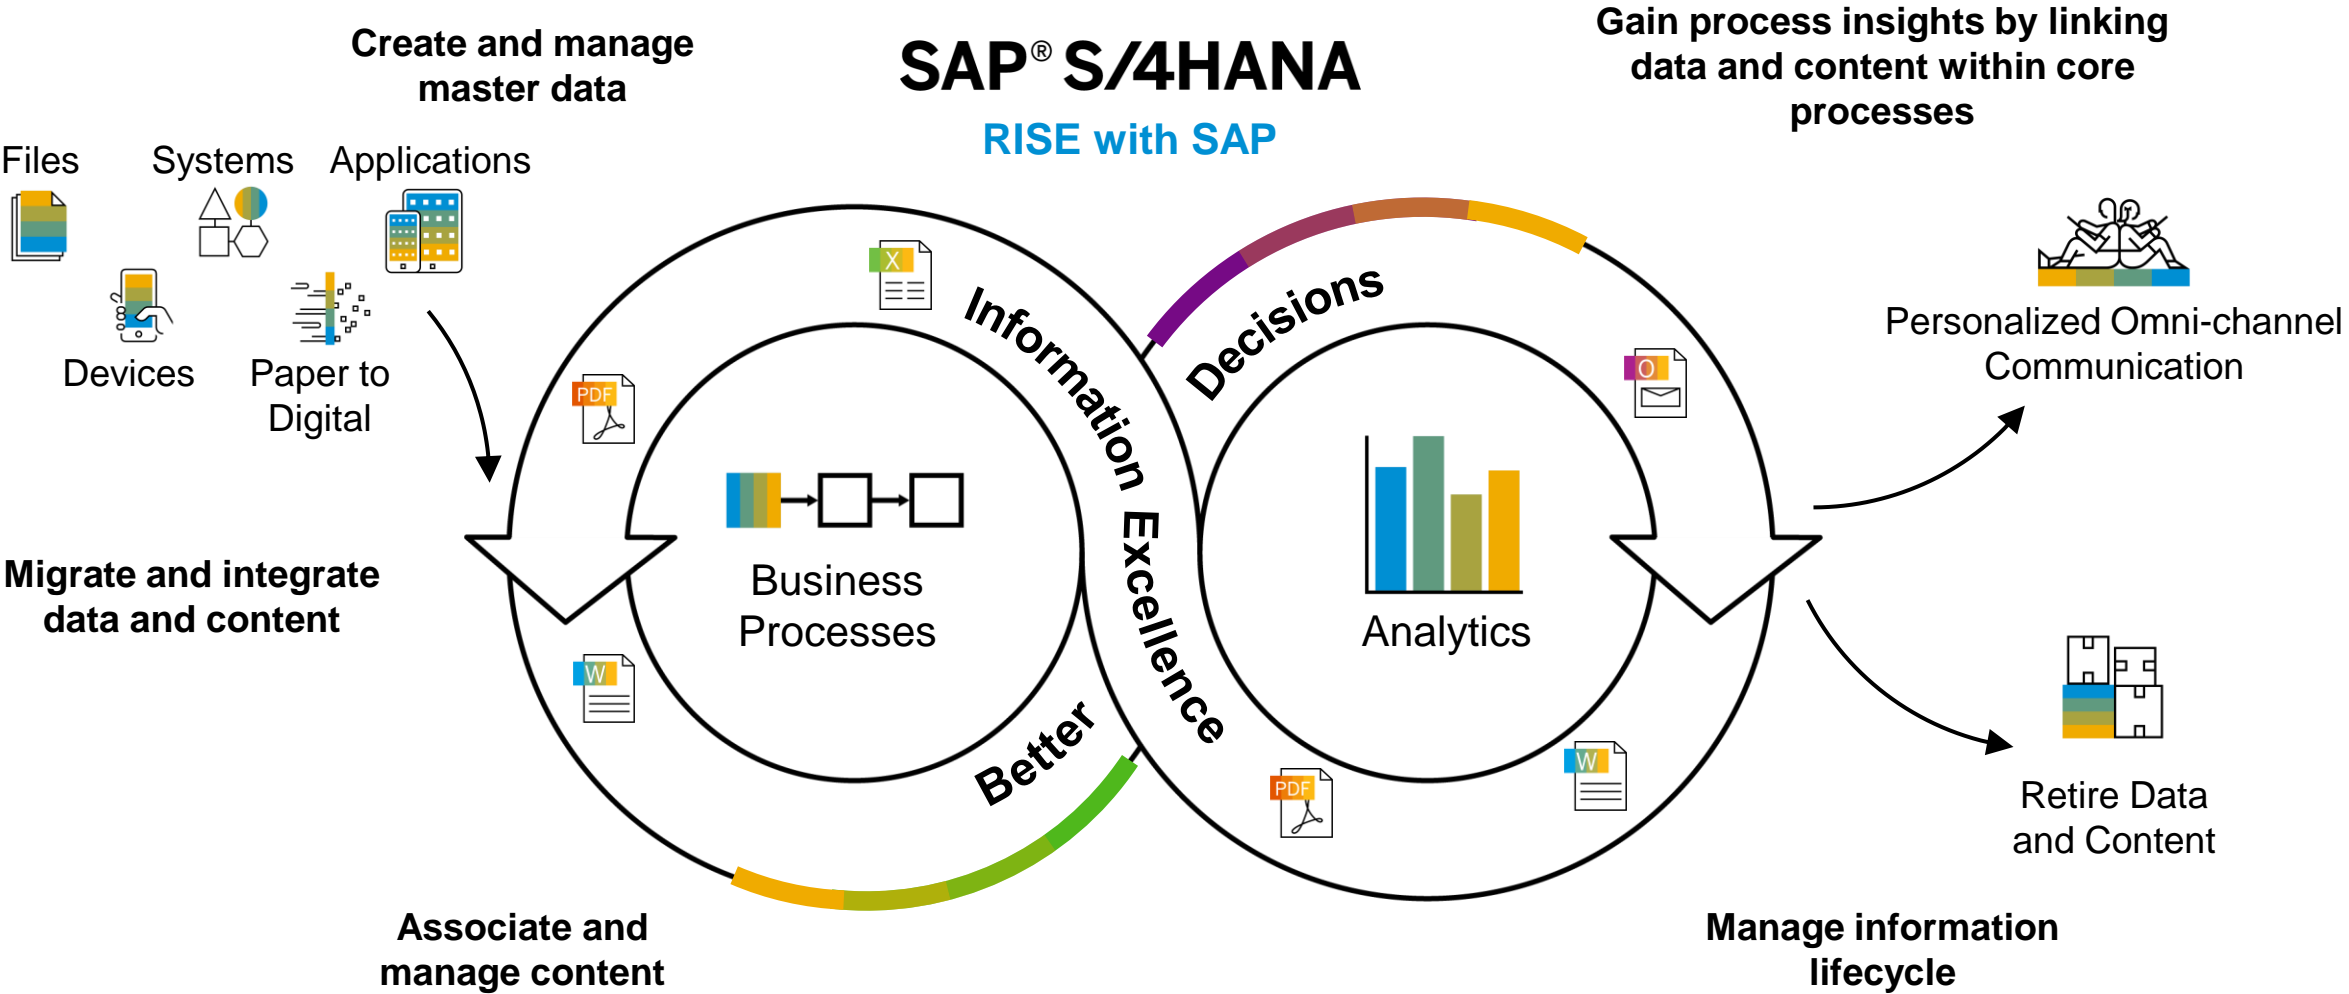 Create and manage
master data
SAP® S/4HANA
RISE with SAP
Gain process insights by linking
data and content within core
processes
Files
Systems
Applications
Devices
Paper to
Digital
Migrate and integrate
data and content
X
PDF
W
Information Excellence
Business
Processes
Better
Decisions
O
Analytics
PDF
W
Personalized Omni-channel
Communication
Retire Data
and Content
Associate and
manage content
Manage information
lifecycle